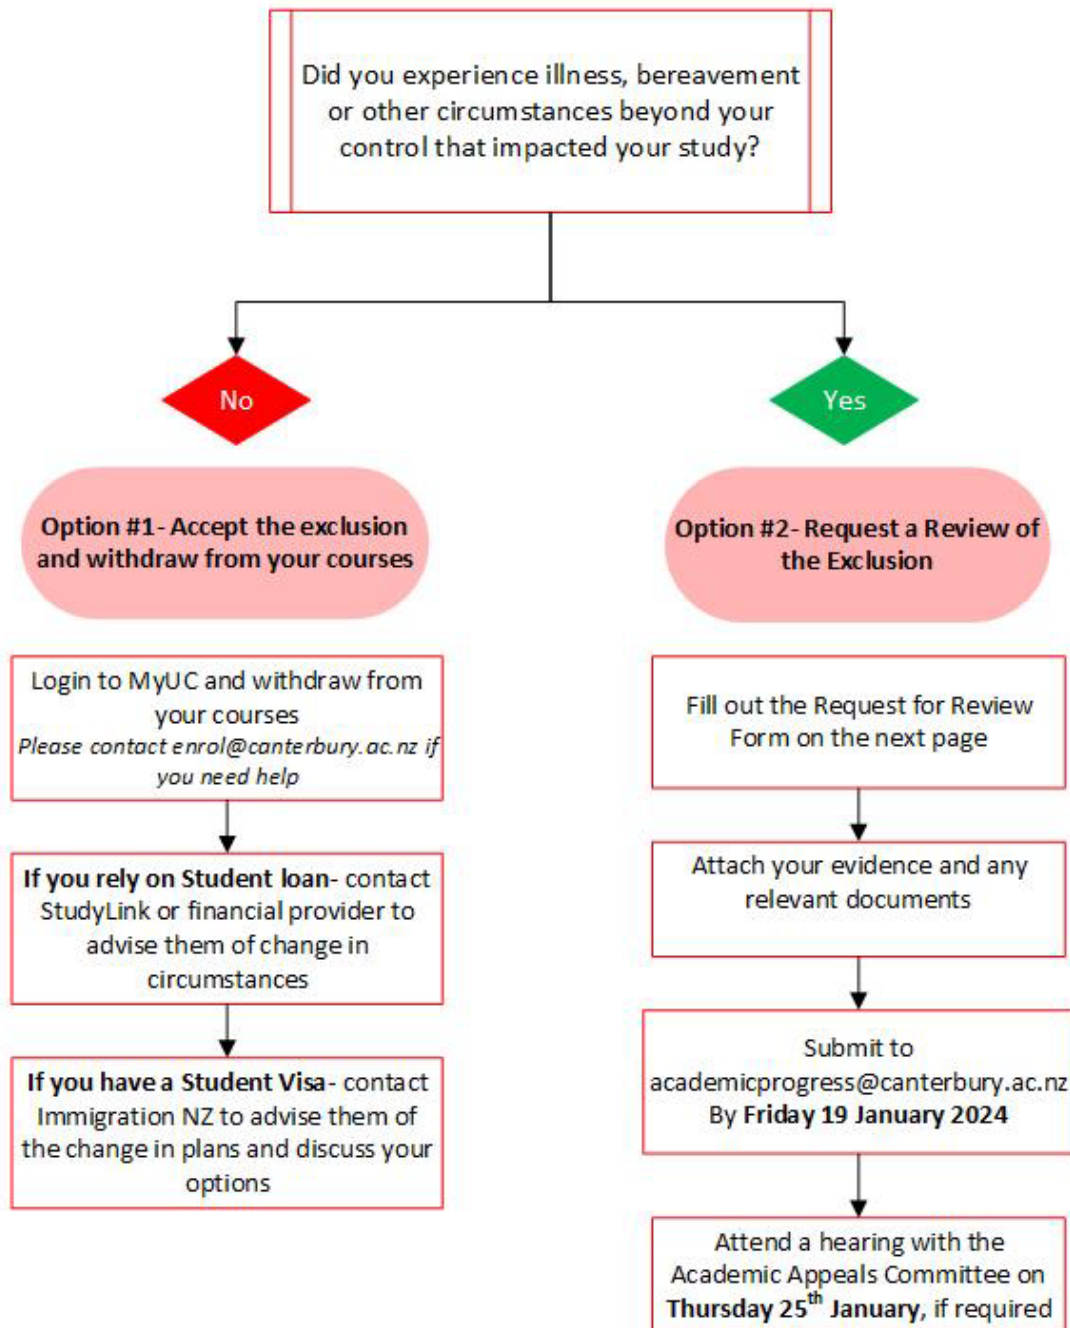 Did you experience illness, bereavement
or other circumstances beyond your
control that impacted your study?
No
Yes
Option #1- Accept the exclusion
and withdraw from your courses
Login to MyUC and withdraw from
your courses
Please contact enrol@canterbury.ac.nz if
you need help
If you rely on Student loan- contact
StudyLink or financial provider to
advise them of change in
circumstances
If you have a Student Visa- contact
Immigration NZ to advise them of
the change in plans and discuss your
options
Option #2- Request a Review of
the Exclusion
Fill out the Request for Review
Form on the next page
Attach your evidence and any
relevant documents
Submit to
academicprogress@canterbury.ac.nz
By Friday 19 January 2024
Attend a hearing with the
Academic Appeals Committee on
Thursday 25th January, if required